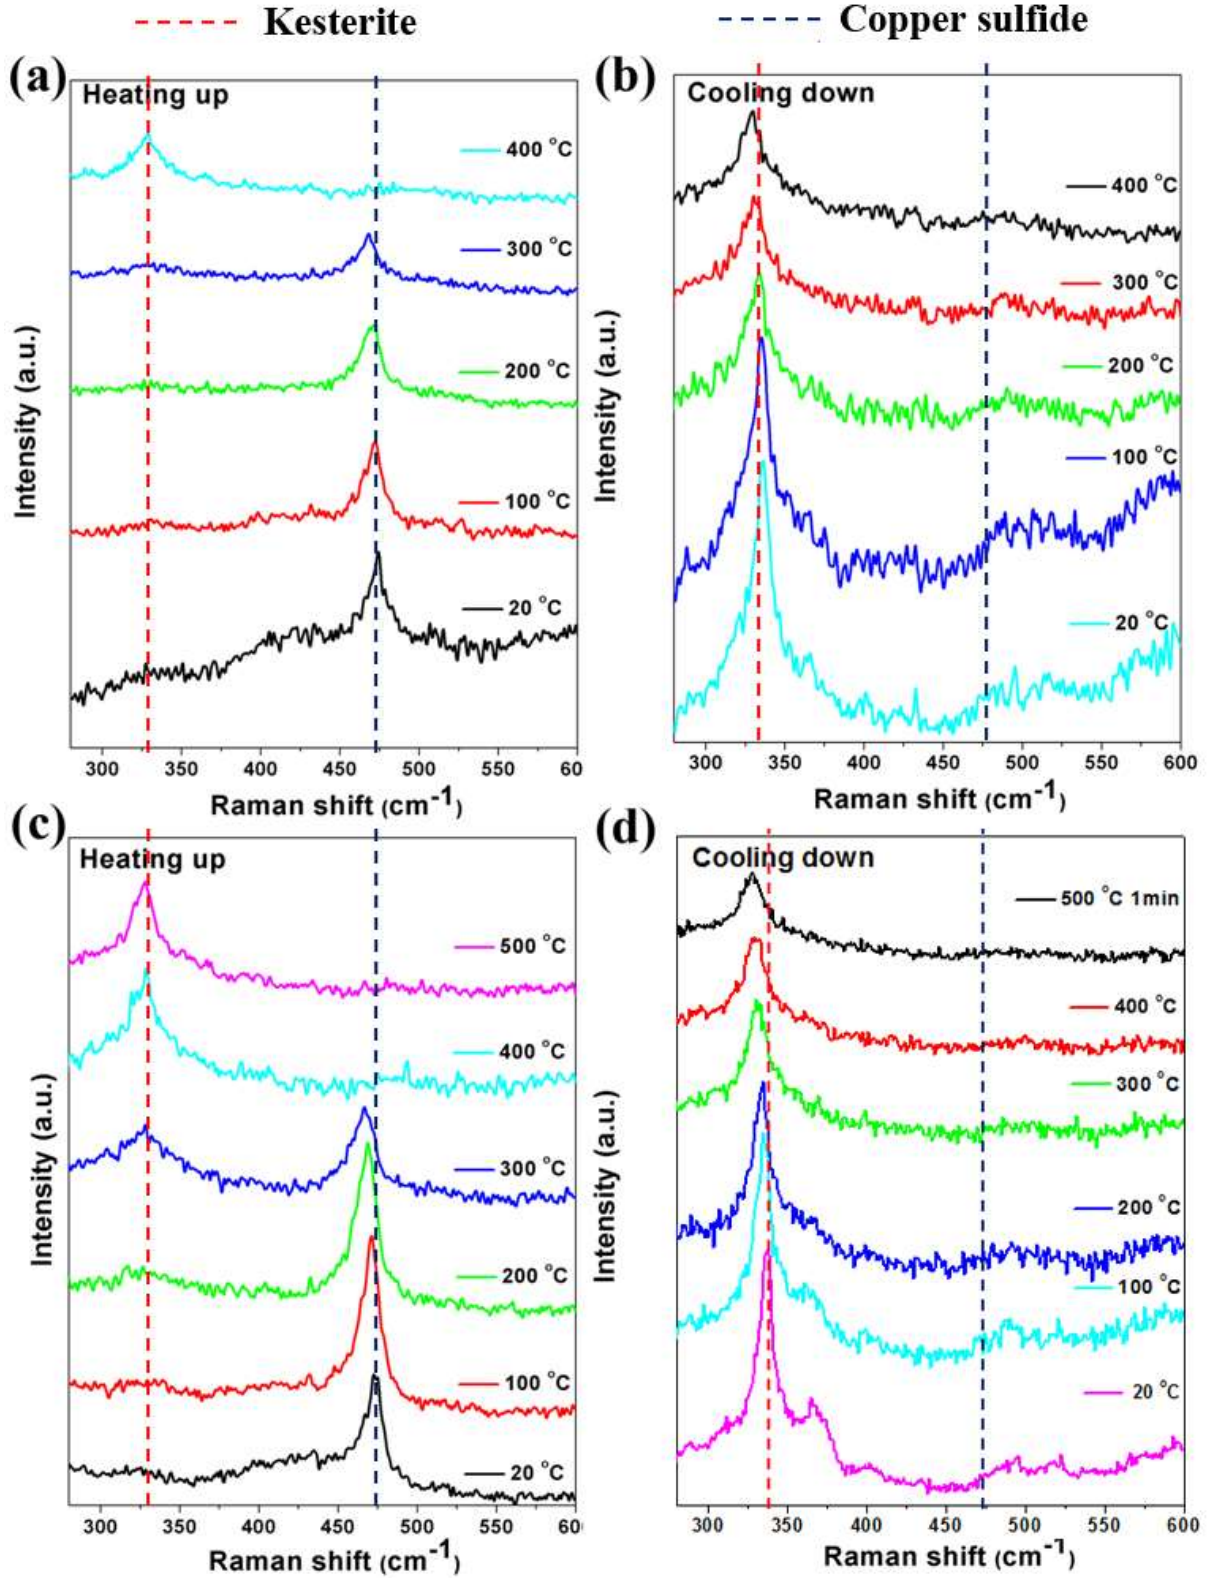 Kesterite
Copper sulfide
(a)
Heating up
400 °C
300 °C
200 °C
100 °C
20 °C
Intensity (a.u.)
300 350 400 450 500 550 60
Raman shift (cm⁻¹)
(b)
Cooling down
400 °C
300 °C
200 °C
100 °C
20 °C
Intensity (a.u.)
300 350 400 450 500 550 600
Raman shift (cm⁻¹)
(c)
Heating up
500 °C
400 °C
300 °C
200 °C
100 °C
20 °C
Intensity (a.u.)
300 350 400 450 500 550 60
Raman shift (cm⁻¹)
(d)
Cooling down
500 °C 1min
400 °C
300 °C
200 °C
100 °C
20 °C
Intensity (a.u.)
300 350 400 450 500 550 600
Raman shift (cm⁻¹)